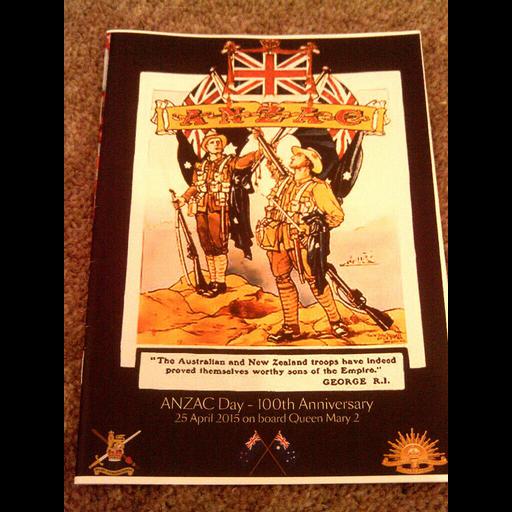 A·N·Z·A·C
"The Australian and New Zealand troops have indeed
proved themselves worthy sons of the Empire."
GEORGE R.I.
ANZAC Day - 100th Anniversary
25 April 2015 on board Queen Mary 2